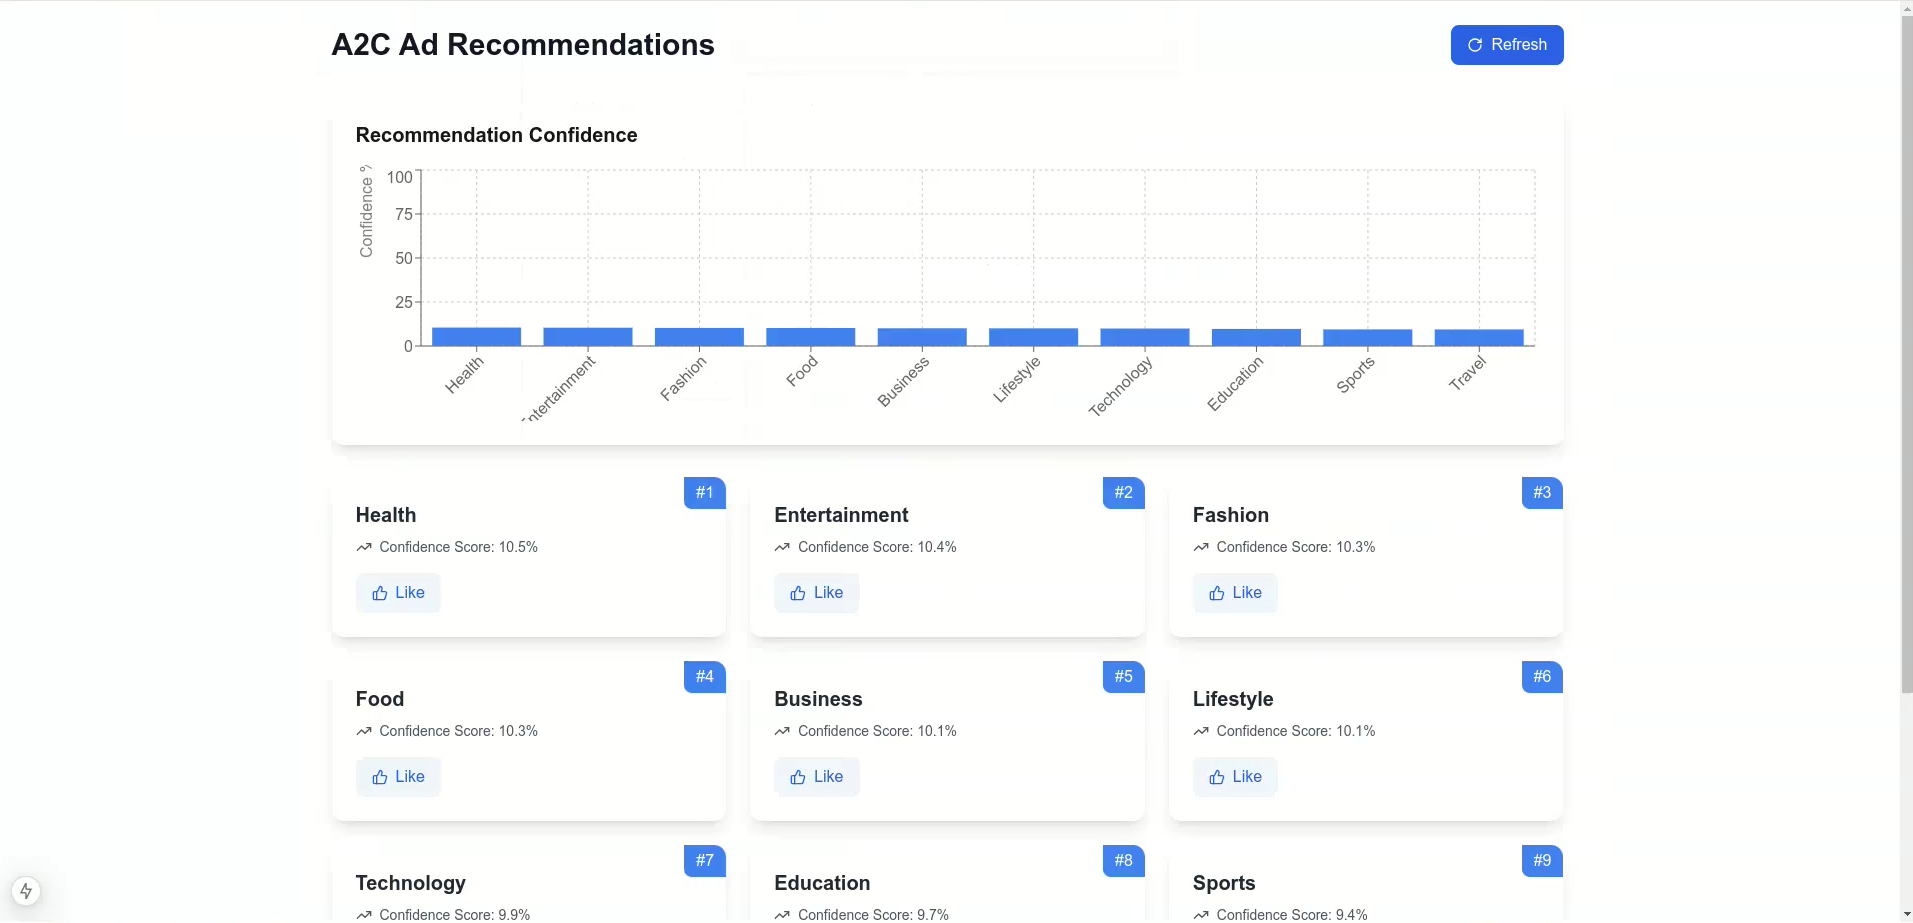 A2C Ad Recommendations
Refresh
Recommendation Confidence
Confidence %
100
75
50
25
0
Health
Entertainment
Fashion
Food
Business
Lifestyle
Technology
Education
Sports
Travel
#1
Health
Confidence Score: 10.5%
Like
#2
Entertainment
Confidence Score: 10.4%
Like
#3
Fashion
Confidence Score: 10.3%
Like
#4
Food
Confidence Score: 10.3%
Like
#5
Business
Confidence Score: 10.1%
Like
#6
Lifestyle
Confidence Score: 10.1%
Like
#7
Technology
Confidence Score: 9.9%
#8
Education
Confidence Score: 9.7%
#9
Sports
Confidence Score: 9.4%